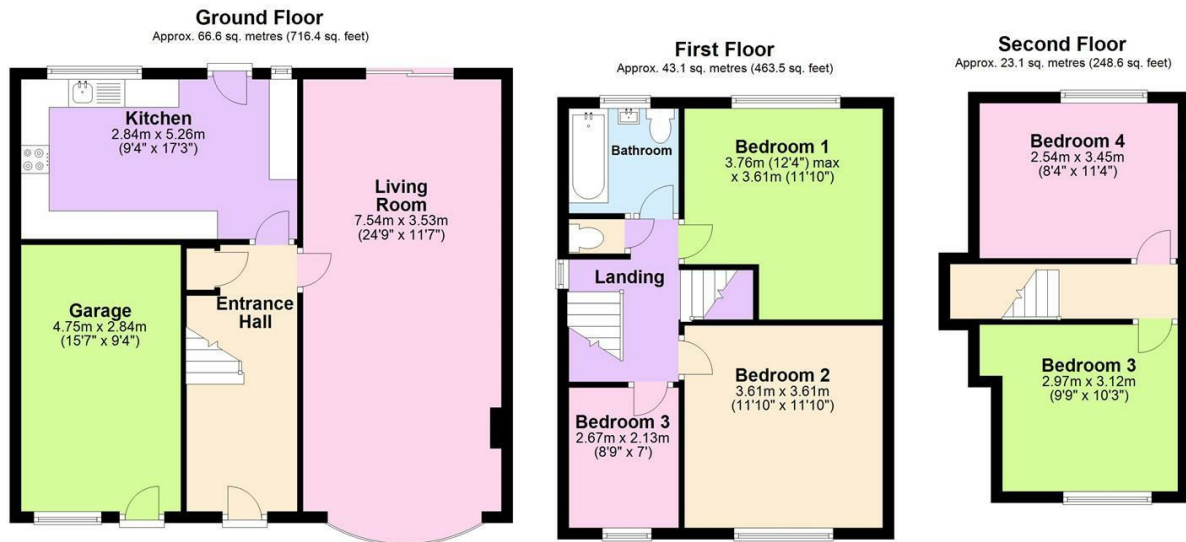 Ground Floor
Approx. 66.6 sq. metres (716.4 sq. feet)
Kitchen
2.84m x 5.26m
(9'4" x 17'3")
Living
Room
7.54m x 3.53m
(24'9" x 11'7")
Garage
4.75m x 2.84m
(15'7" x 9'4")
Entrance
Hall
First Floor
Approx. 43.1 sq. metres (463.5 sq. feet)
Bathroom
Bedroom 1
3.76m (12'4") max
x 3.61m (11'10")
Landing
Bedroom 2
3.61m x 3.61m
(11'10" x 11'10")
Bedroom 3
2.67m x 2.13m
(8'9" x 7')
Second Floor
Approx. 23.1 sq. metres (248.6 sq. feet)
Bedroom 4
2.54m x 3.45m
(8'4" x 11'4")
Bedroom 3
2.97m x 3.12m
(9'9" x 10'3")